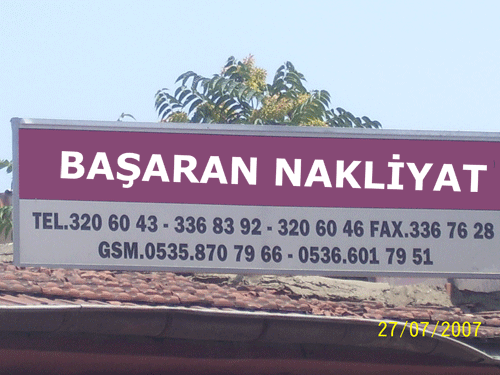 BAŞARAN NAKLİYAT
TEL.320 60 43 - 336 83 92 - 320 60 46 FAX.336 76 28
GSM.0535.870 79 66 - 0536.601 79 51
27/07/2007